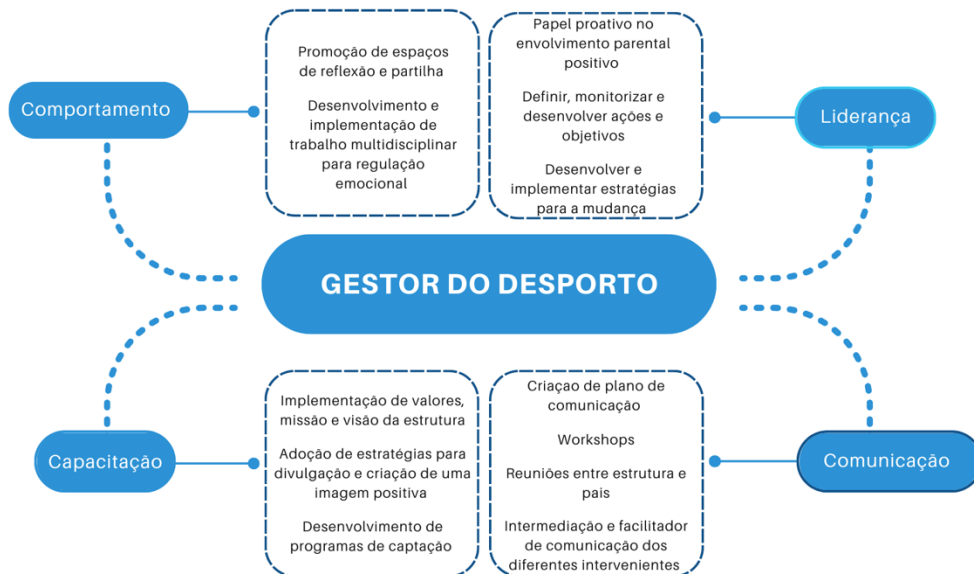 Comportamento
Promoção de espaços
de reflexão e partilha
Desenvolvimento e
implementação de
trabalho multidisciplinar
para regulação
emocional
Papel proativo no
envolvimento parental
positivo
Definir, monitorizar e
desenvolver ações e
objetivos
Desenvolver e
implementar estratégias
para a mudança
Liderança
GESTOR DO DESPORTO
Capacitação
Implementação de valores,
missão e visão da estrutura
Adoção de estratégias para
divulgação e criação de uma
imagem positiva
Desenvolvimento de
programas de captação
Criaçao de plano de
comunicação
Workshops
Reuniões entre estrutura e
pais
Intermediação e facilitador
de comunicação dos
diferentes intervenientes
Comunicação